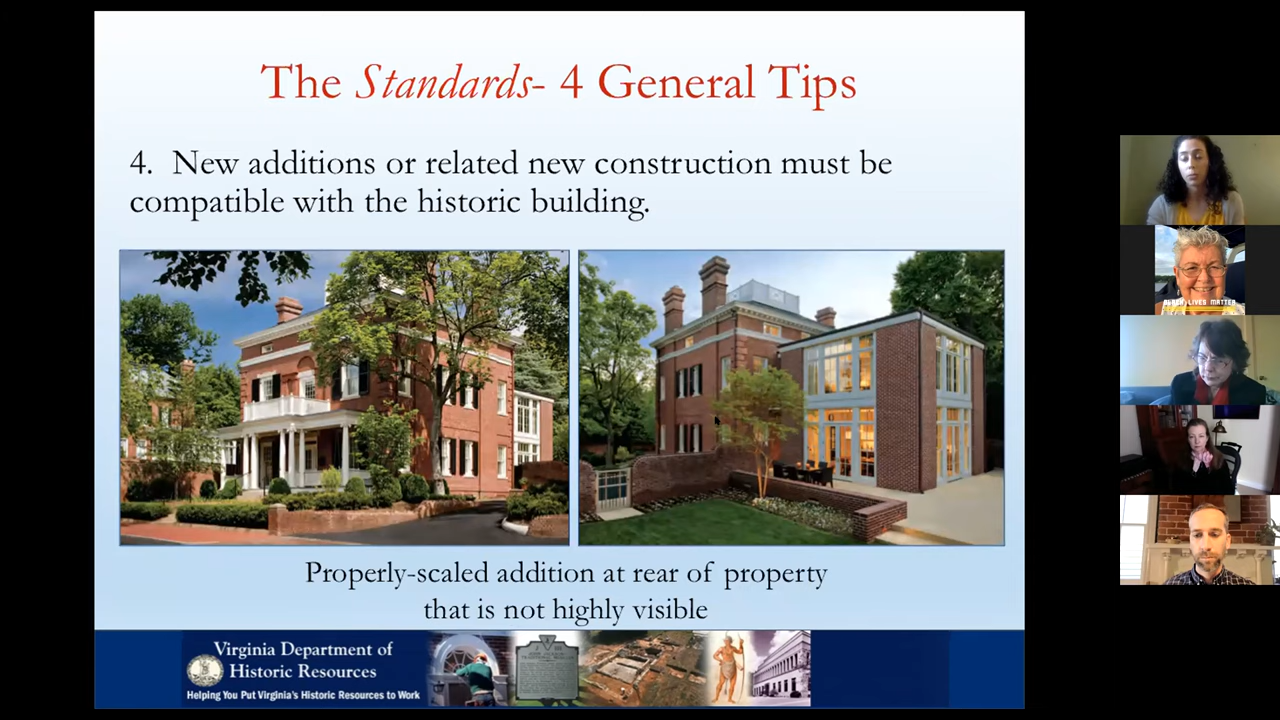 The Standards- 4 General Tips
4. New additions or related new construction must be
compatible with the historic building.
Properly-scaled addition at rear of property
that is not highly visible
Virginia Department of
Historic Resources
Helping You Put Virginia's Historic Resources to Work
BLACK LIVES MATTER